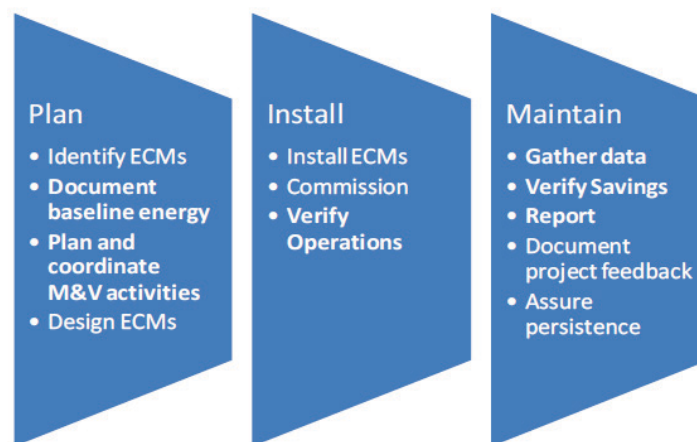 Plan
• Identify ECMs
• Document
baseline energy
• Plan and
coordinate
M&V activities
• Design ECMs
Install
• Install ECMs
• Commission
• Verify
Operations
Maintain
• Gather data
• Verify Savings
• Report
• Document
project feedback
• Assure
persistence